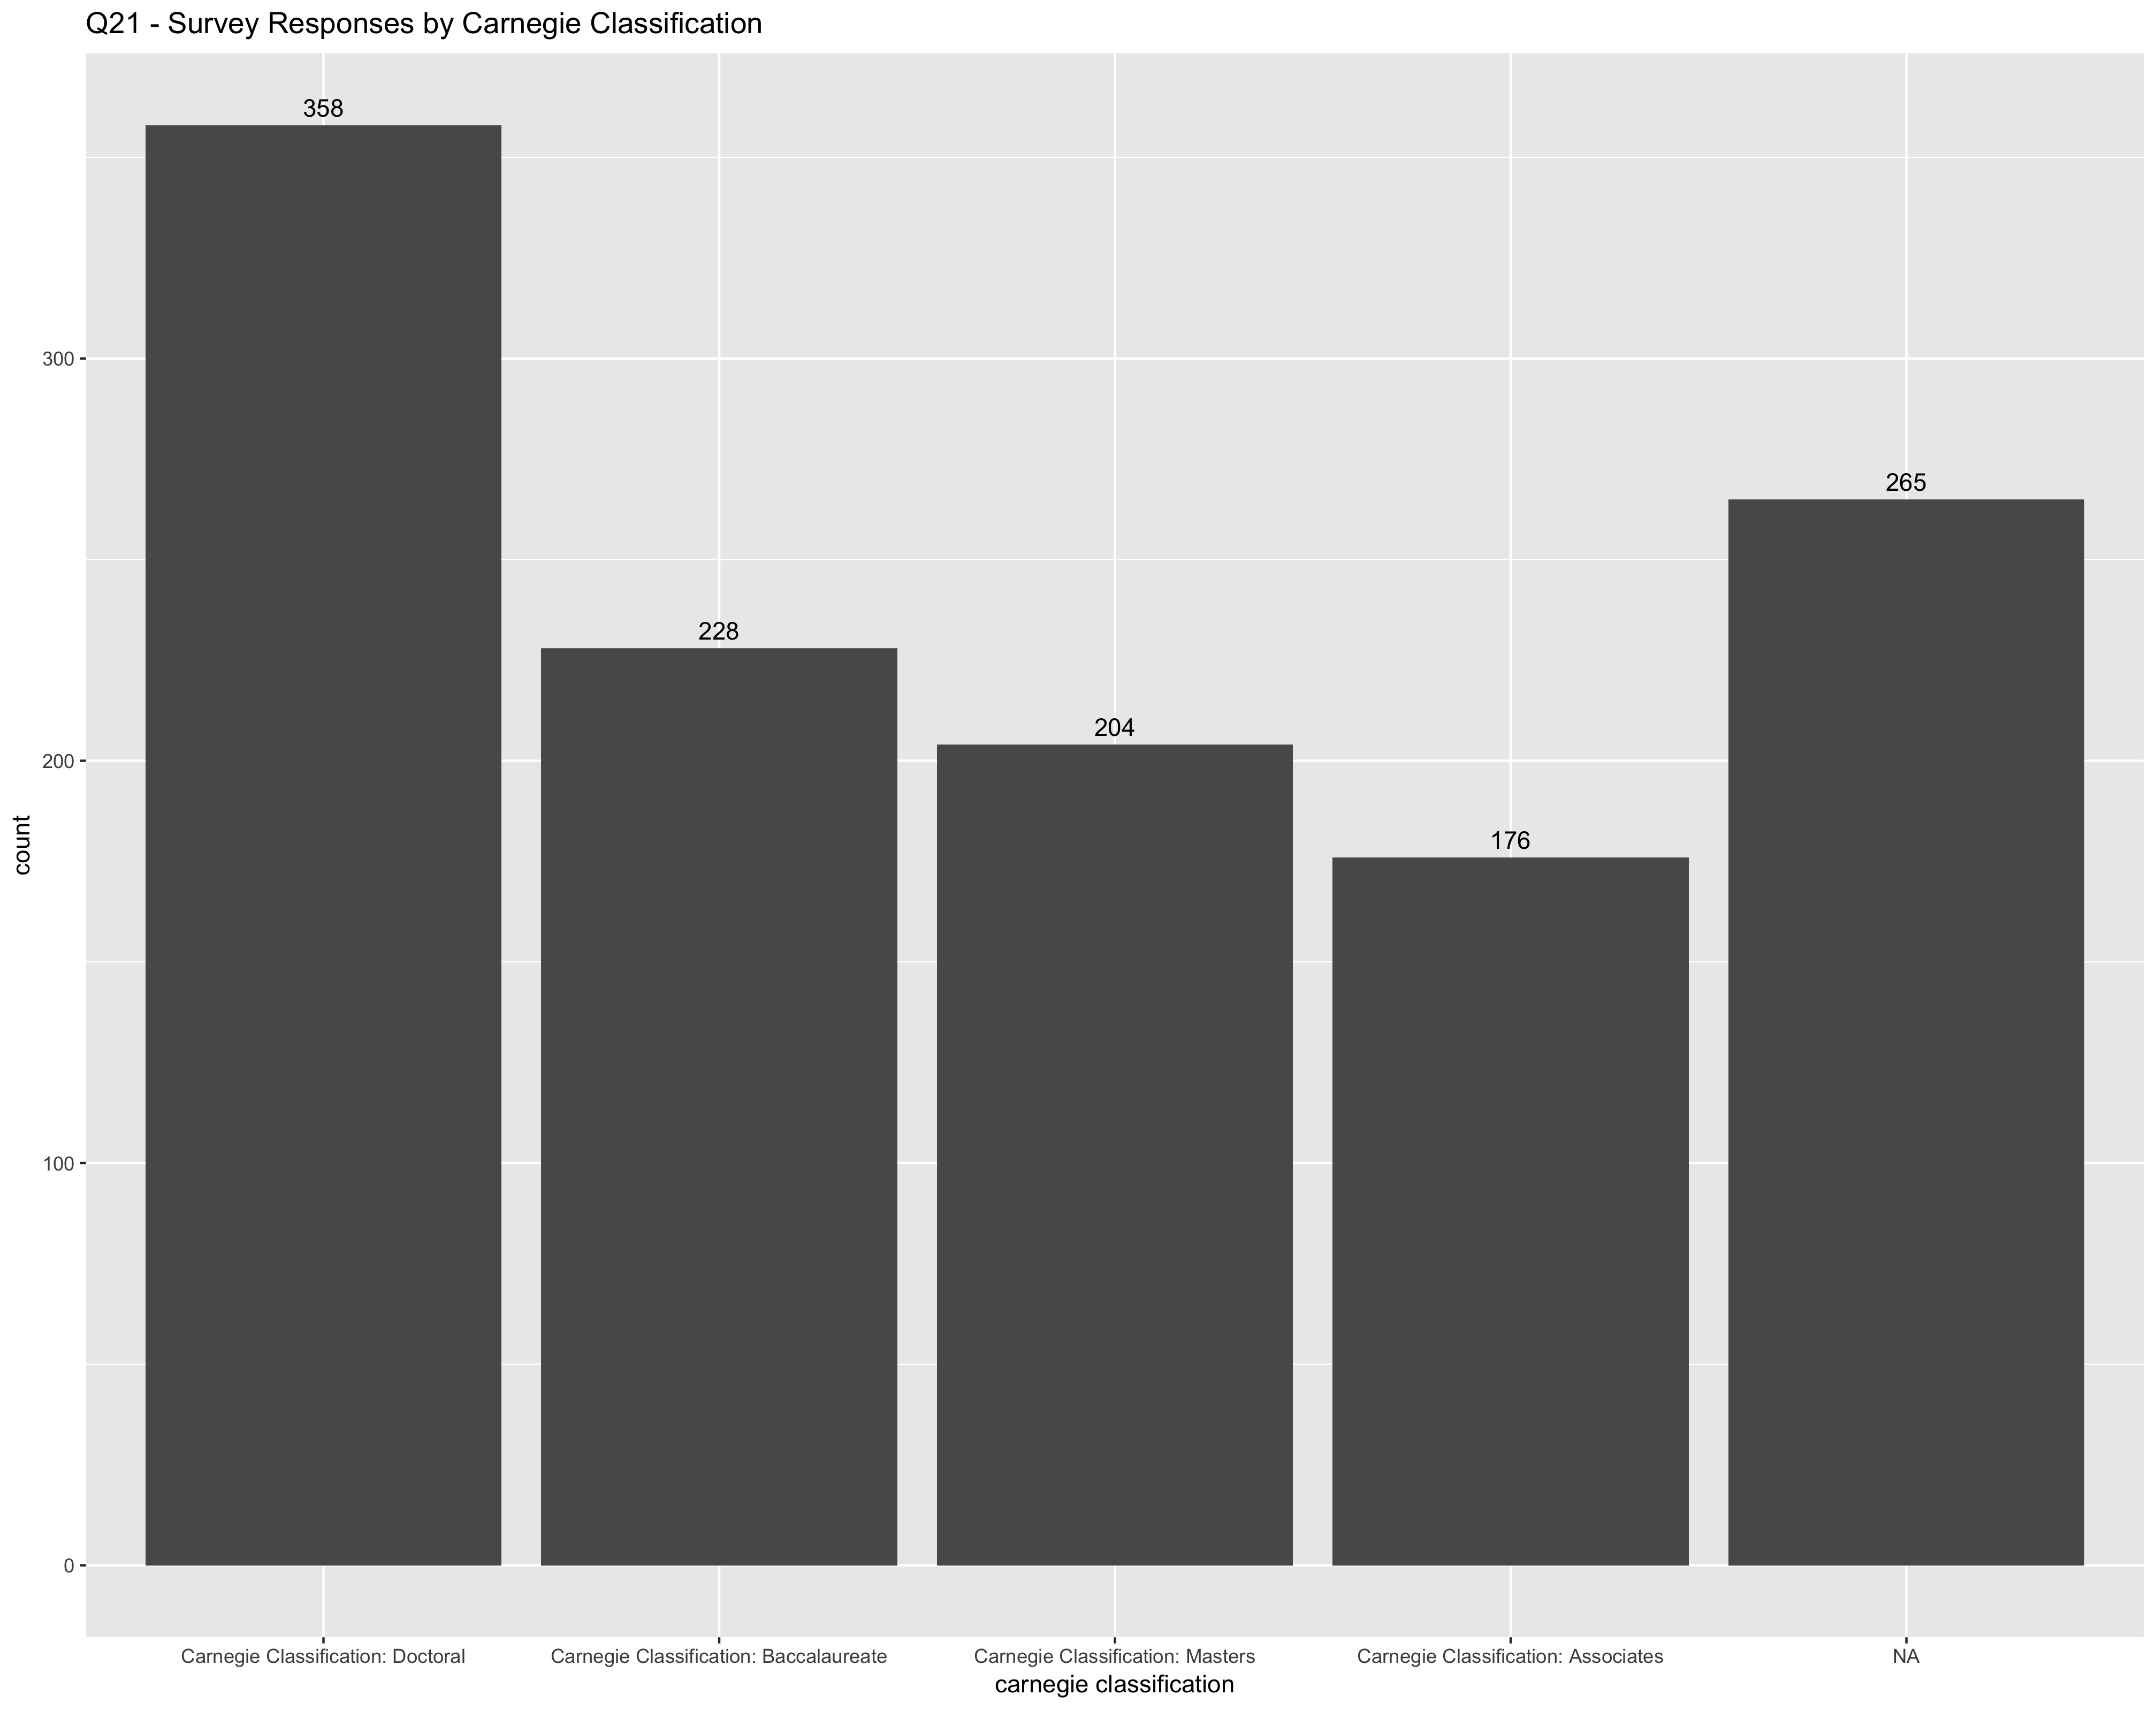 Q21 - Survey Responses by Carnegie Classification
358
265
228
204
176
300
200
100
0
count
Carnegie Classification: Doctoral
Carnegie Classification: Baccalaureate
Carnegie Classification: Masters
Carnegie Classification: Associates
NA
carnegie classification